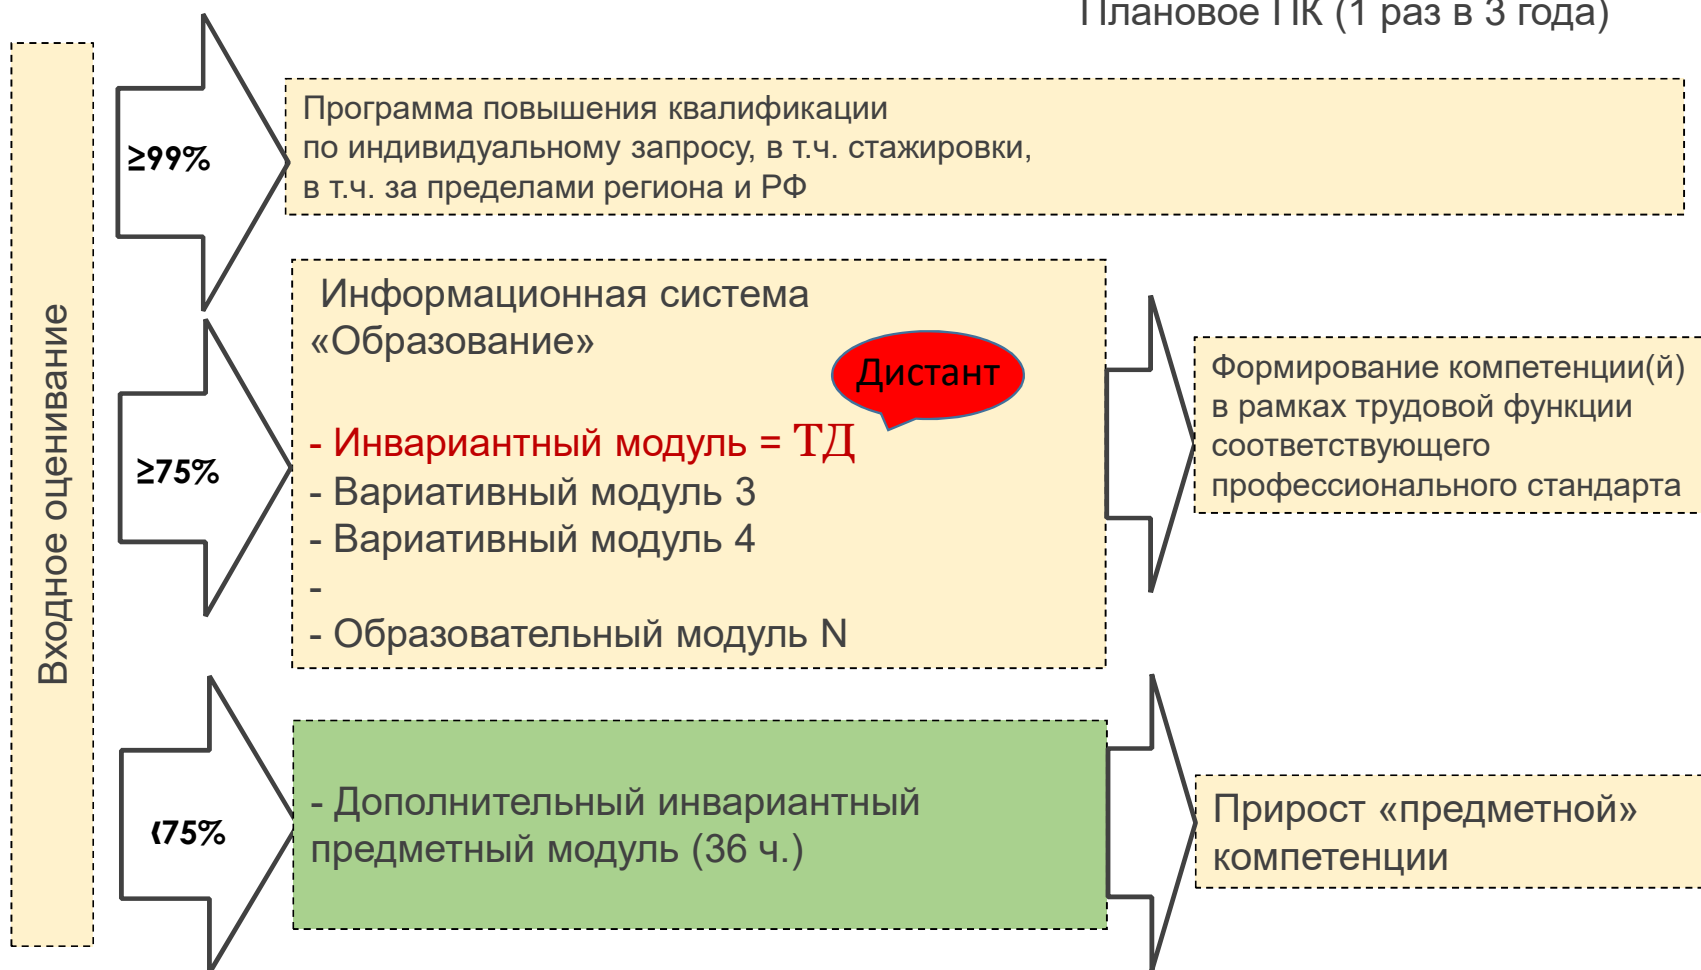 Плановое ПК (1 раз в 3 года)
Входное оценивание
≥99%
Программа повышения квалификации
по индивидуальному запросу, в т.ч. стажировки,
в т.ч. за пределами региона и РФ
≥75%
Информационная система
«Образование»
Дистант
- Инвариантный модуль = ТД
- Вариативный модуль 3
- Вариативный модуль 4
-
- Образовательный модуль N
Формирование компетенции(й)
в рамках трудовой функции
соответствующего
профессионального стандарта
‹75%
- Дополнительный инвариантный
предметный модуль (36 ч.)
Прирост «предметной»
компетенции